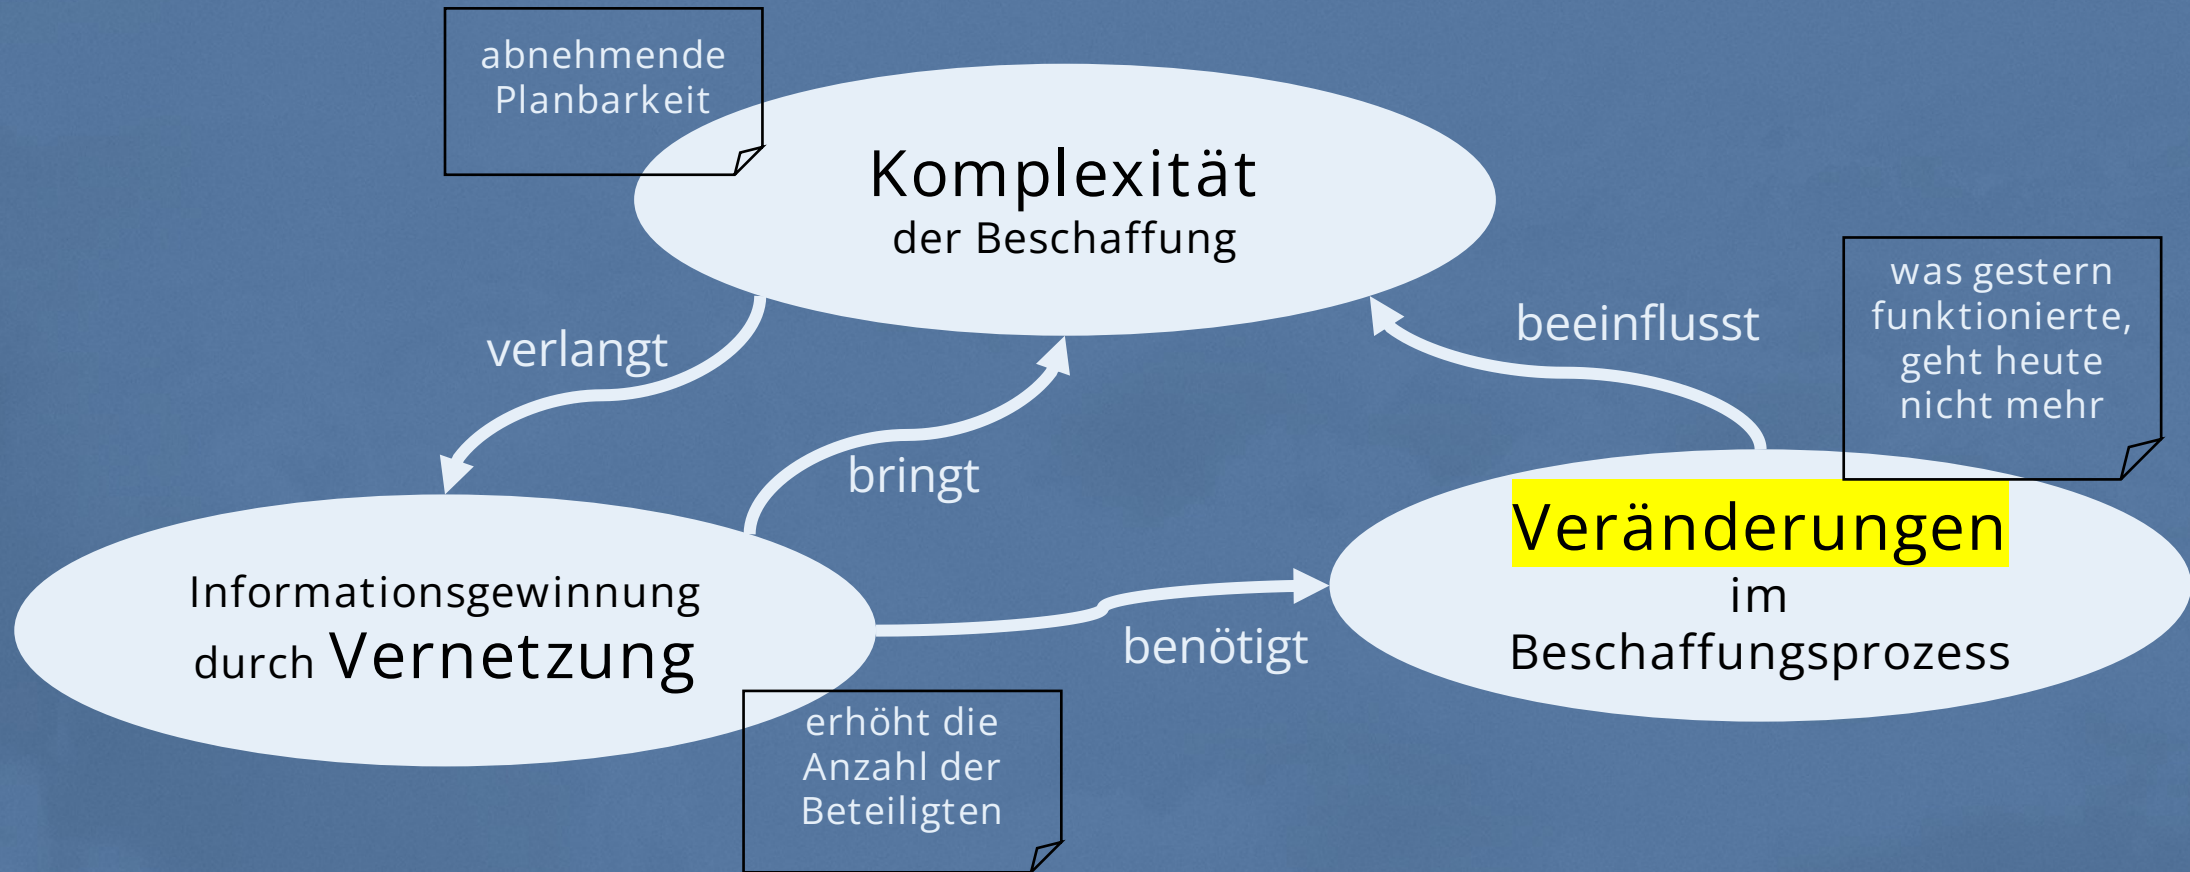 abnehmende
Planbarkeit
Komplexität
der Beschaffung
was gestern
funktionierte,
geht heute
nicht mehr
verlangt
beeinflusst
bringt
Veränderungen
im
Beschaffungsprozess
Informationsgewinnung
durch Vernetzung
benötigt
erhöht die
Anzahl der
Beteiligten